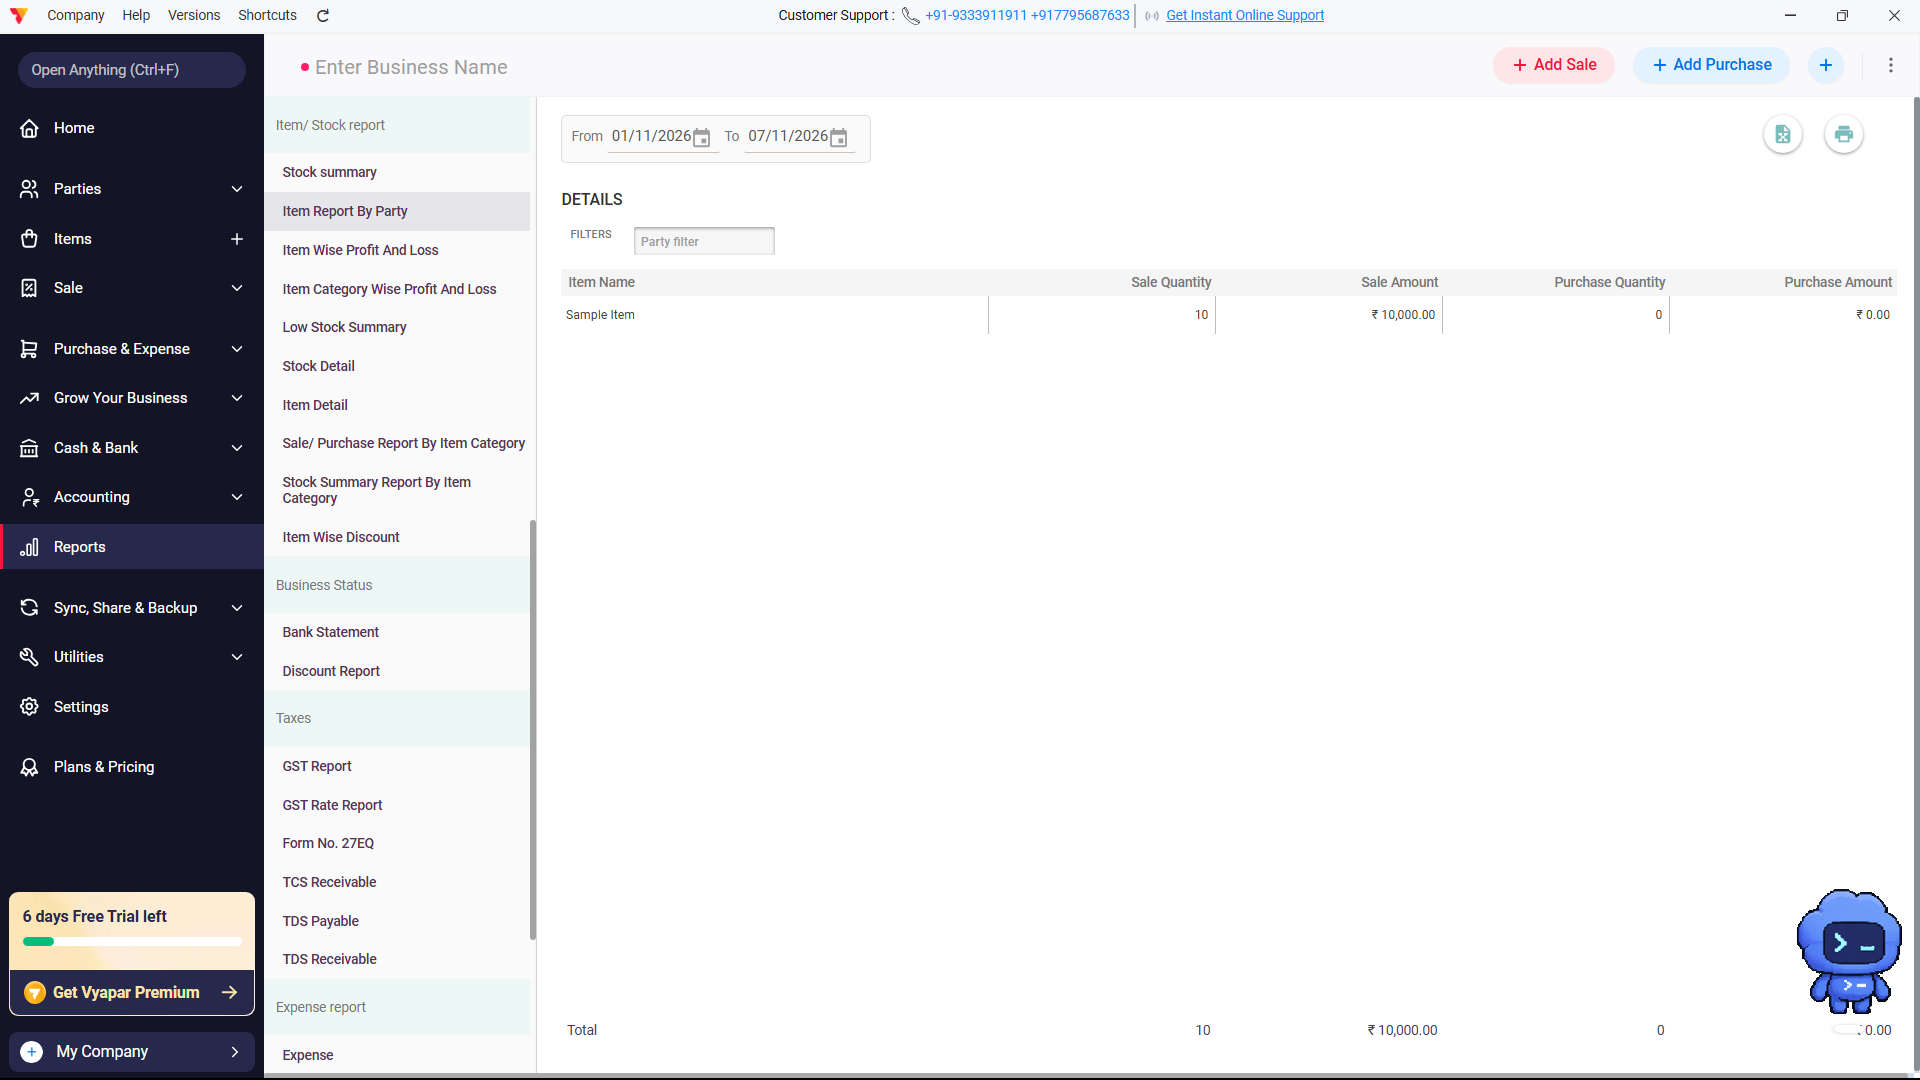 Company Help Versions Shortcuts
Customer Support : +91-9333911911 +917795687633 Get Instant Online Support
Open Anything (Ctrl+F)
Enter Business Name
+ Add Sale
+ Add Purchase
Home
Parties
Items
Sale
Purchase & Expense
Grow Your Business
Cash & Bank
Accounting
Reports
Sync, Share & Backup
Utilities
Settings
Plans & Pricing
6 days Free Trial left
Get Vyapar Premium
My Company
Item/ Stock report
Stock summary
Item Report By Party
Item Wise Profit And Loss
Item Category Wise Profit And Loss
Low Stock Summary
Stock Detail
Item Detail
Sale/ Purchase Report By Item Category
Stock Summary Report By Item
Category
Item Wise Discount
Business Status
Bank Statement
Discount Report
Taxes
GST Report
GST Rate Report
Form No. 27EQ
TCS Receivable
TDS Payable
TDS Receivable
Expense report
Expense
From 01/11/2026 To 07/11/2026
DETAILS
FILTERS Party filter
Item Name Sale Quantity Sale Amount Purchase Quantity Purchase Amount
Sample Item 10 ₹ 10,000.00 0 ₹ 0.00
Total 10 ₹ 10,000.00 0 0.00